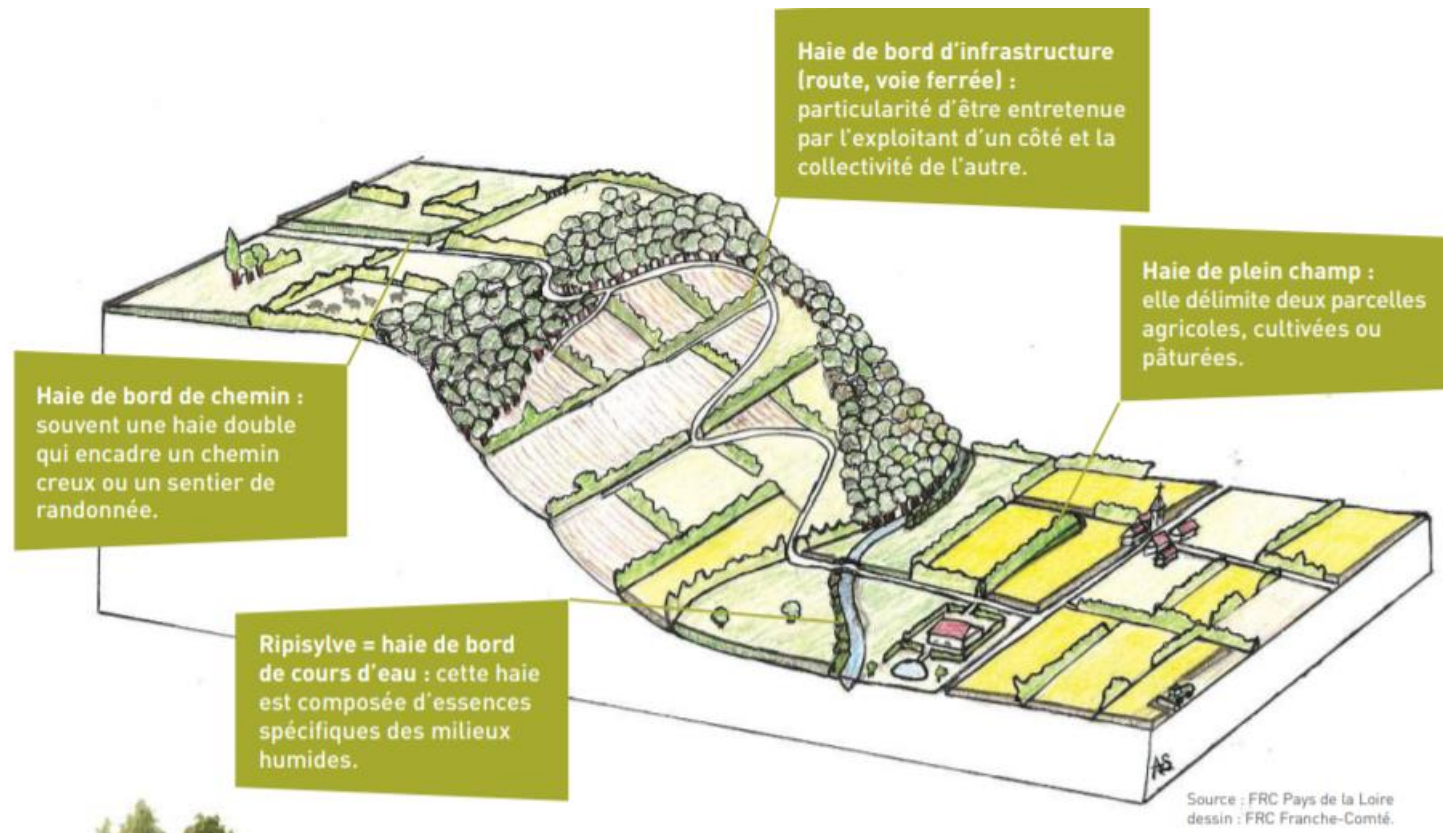 Haie de bord d'infrastructure
(route, voie ferrée) :
particularité d'être entretenue
par l'exploitant d'un côté et la
collectivité de l'autre.
Haie de plein champ :
elle délimite deux parcelles
agricoles, cultivées ou
pâturées.
Haie de bord de chemin :
souvent une haie double
qui encadre un chemin
creux ou un sentier de
randonnée.
Ripisylve = haie de bord
de cours d'eau : cette haie
est composée d'essences
spécifiques des milieux
humides.
AS
Source : FRC Pays de la Loire
dessin : FRC Franche-Comté.